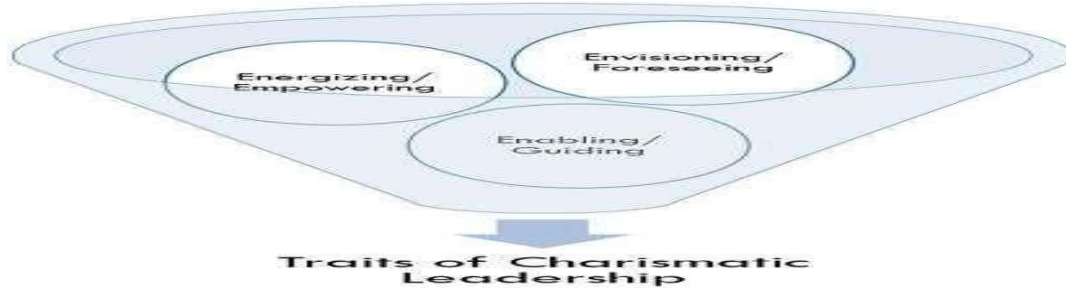 Energizing/
Empowering
Envisioning/
Foreseeing
Enabling/
Guiding
Traits of Charismatic
Leadership